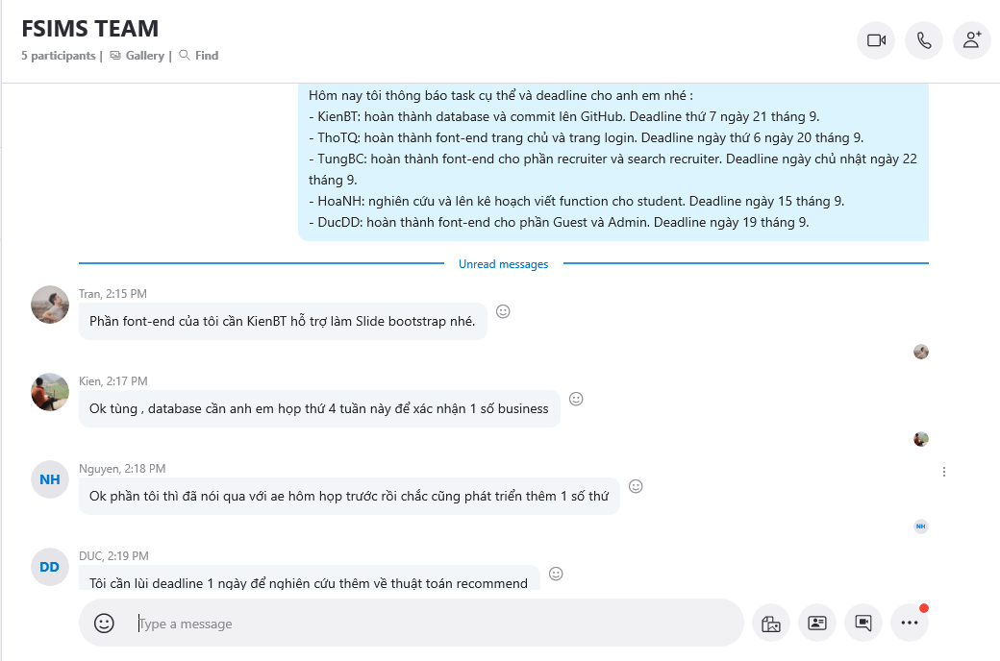 FSIMS TEAM
5 participants | Gallery | Find
Hôm nay tôi thông báo task cụ thể và deadline cho anh em nhé :
- KienBT: hoàn thành database và commit lên GitHub. Deadline thứ 7 ngày 21 tháng 9.
- ThoTQ: hoàn thành font-end trang chủ và trang login. Deadline ngày thứ 6 ngày 20 tháng 9.
- TungBC: hoàn thành font-end cho phần recruiter và search recruiter. Deadline ngày chủ nhật ngày 22
tháng 9.
- HoaNH: nghiên cứu và lên kê hoạch viết function cho student. Deadline ngày 15 tháng 9.
- DucDD: hoàn thành font-end cho phần Guest và Admin. Deadline ngày 19 tháng 9.
Unread messages
Tran, 2:15 PM
Phần font-end của tôi cần KienBT hỗ trợ làm Slide bootstrap nhé.
Kien, 2:17 PM
Ok tùng , database cần anh em họp thứ 4 tuần này để xác nhận 1 số business
NH
Nguyen, 2:18 PM
Ok phần tôi thì đã nói qua với ae hôm họp trước rồi chắc cũng phát triển thêm 1 số thứ
NH
DD
DUC, 2:19 PM
Tôi cần lùi deadline 1 ngày để nghiên cứu thêm về thuật toán recommend
Type a message